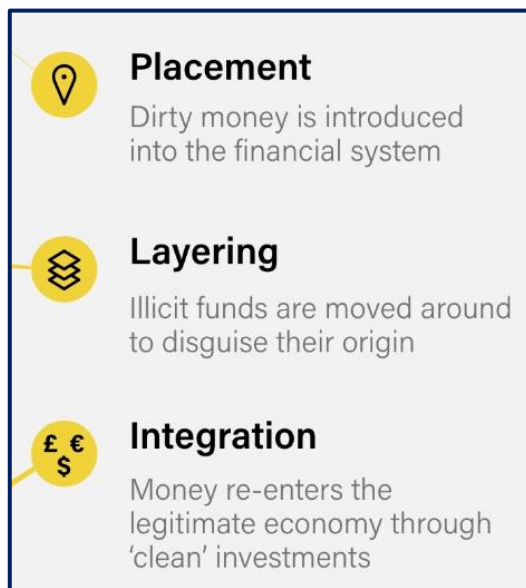 Placement
Dirty money is introduced
into the financial system
Layering
Illicit funds are moved around
to disguise their origin
£ €
$
Integration
Money re-enters the
legitimate economy through
‘clean’ investments